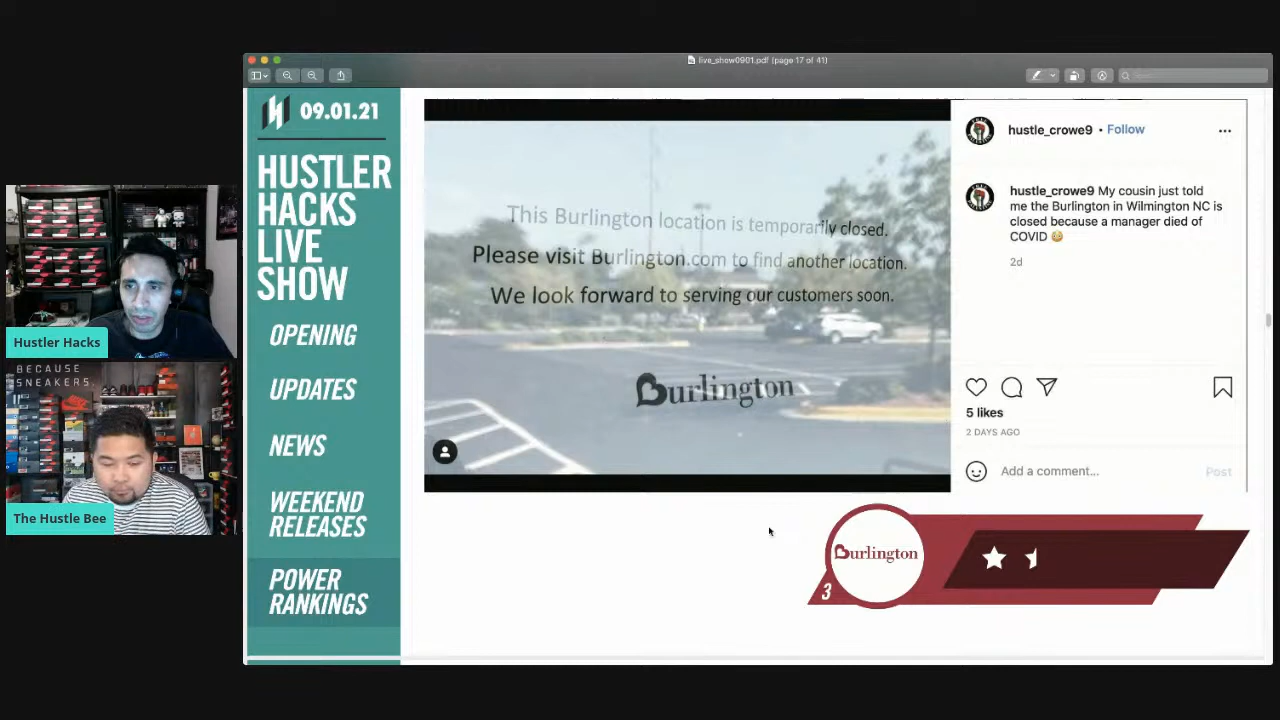 live_show0901.pdf (page 17 of 41)
09.01.21
HUSTLER
HACKS
LIVE
SHOW
OPENING
UPDATES
NEWS
WEEKEND
RELEASES
POWER
RANKINGS
Hustler Hacks
BECAUSE
SNEAKERS.
The Hustle Bee
This Burlington location is temporarily closed.
Please visit Burlington.com to find another location.
We look forward to serving our customers soon.
Burlington
hustle_crowe9 • Follow
hustle_crowe9 My cousin just told
me the Burlington in Wilmington NC is
closed because a manager died of
COVID 😳
2d
5 likes
2 DAYS AGO
Add a comment... Post
Burlington
3